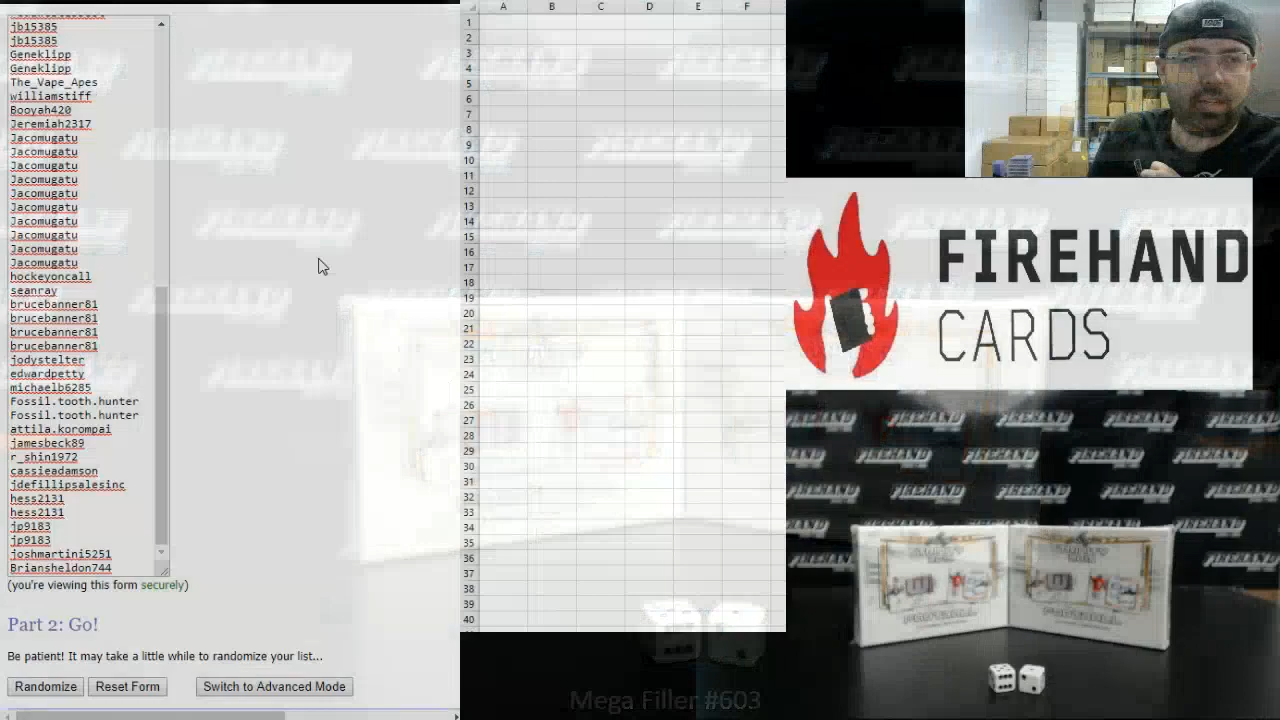 jb15385
jb15385
Geneklipp
Geneklipp
The_Vape_Apes
williamstiff
Booyah420
Jeremiah2317
Jacomugatu
Jacomugatu
Jacomugatu
Jacomugatu
Jacomugatu
Jacomugatu
Jacomugatu
Jacomugatu
Jacomugatu
Jacomugatu
hockeyoncall
seanray
brucebanner81
brucebanner81
brucebanner81
brucebanner81
jodystelter
edwardpetty
michaelb6285
Fossil.tooth.hunter
Fossil.tooth.hunter
attila.korompai
jamesbeck89
r_shin1972
cassieadamson
jdefillipsalesinc
hess2131
hess2131
jp9183
jp9183
joshmartini5251
Briansheldon744
(you're viewing this form securely)
Part 2: Go!
Be patient! It may take a little while to randomize your list...
Randomize Reset Form Switch to Advanced Mode
A B C D E F
1
2
3
4
5
6
7
8
9
10
11
12
13
14
15
16
17
18
19
20
21
22
23
24
25
26
27
28
29
30
31
32
33
34
35
36
37
38
39
40
Mega Filler #603
FIREHAND
CARDS